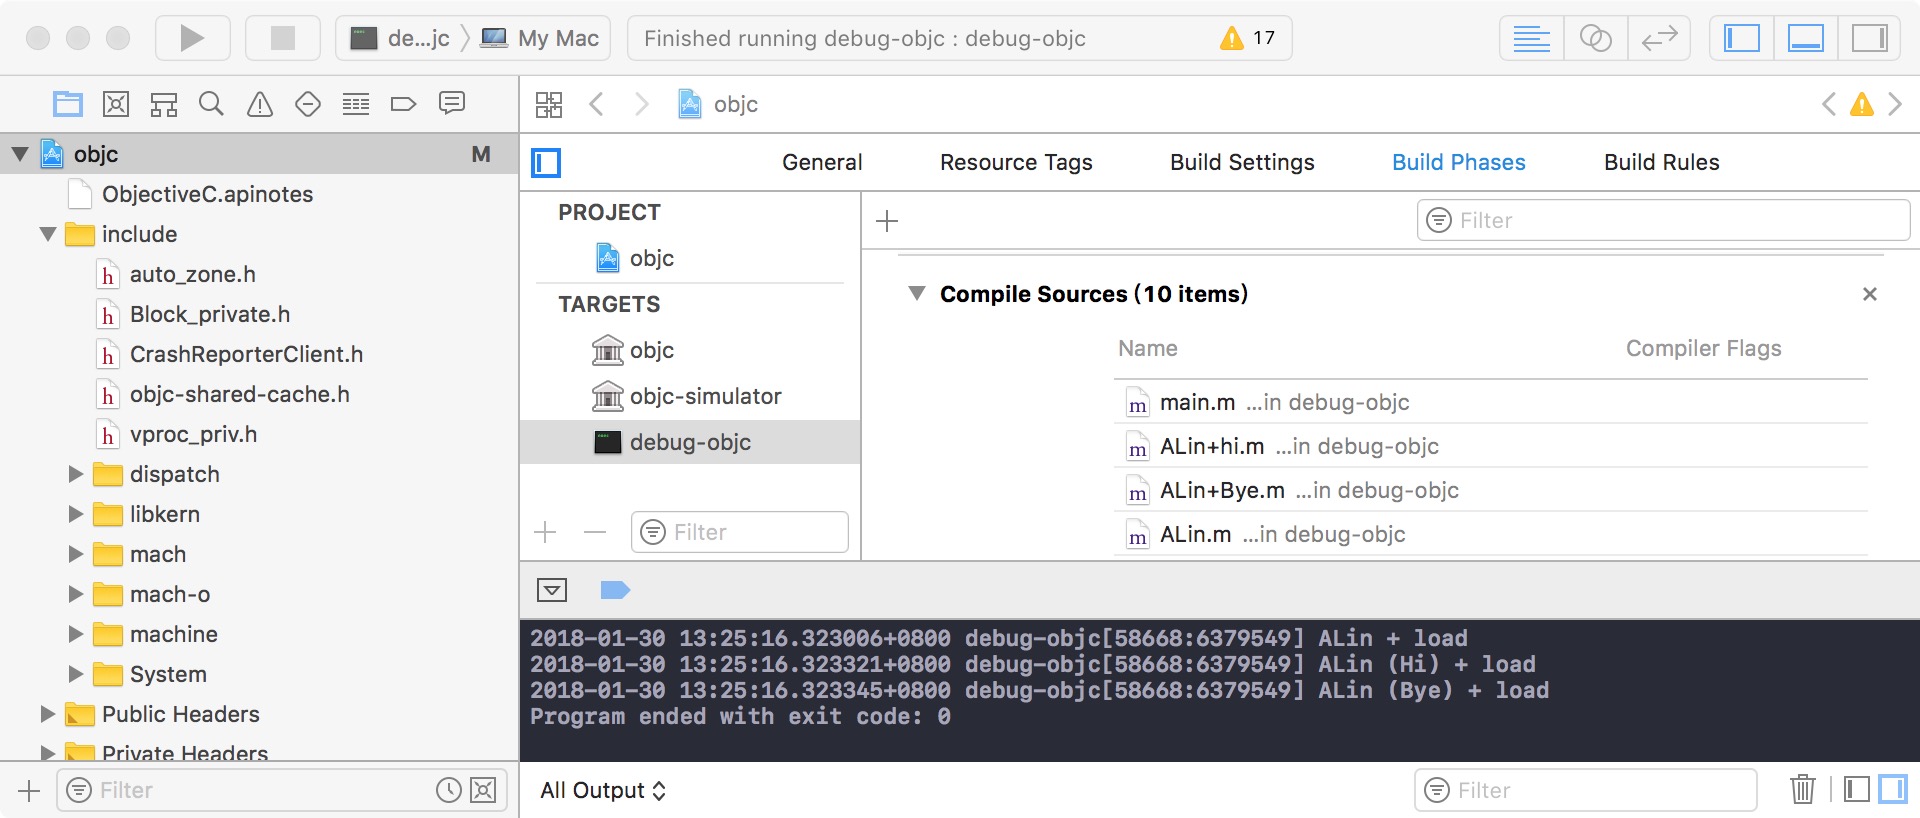 de...jc
My Mac
Finished running debug-objc : debug-objc
17
objc
M
ObjectiveC.apinotes
include
auto_zone.h
Block_private.h
CrashReporterClient.h
objc-shared-cache.h
vproc_priv.h
dispatch
libkern
mach
mach-o
machine
System
Public Headers
Private Headers
Filter
objc
General Resource Tags Build Settings Build Phases Build Rules
PROJECT
objc
TARGETS
objc
objc-simulator
debug-objc
Filter
Filter
Compile Sources (10 items)
Name Compiler Flags
main.m ...in debug-objc
ALin+hi.m ...in debug-objc
ALin+Bye.m ...in debug-objc
ALin.m ...in debug-objc
2018-01-30 13:25:16.323006+0800 debug-objc[58668:6379549] ALin + load
2018-01-30 13:25:16.323321+0800 debug-objc[58668:6379549] ALin (Hi) + load
2018-01-30 13:25:16.323345+0800 debug-objc[58668:6379549] ALin (Bye) + load
Program ended with exit code: 0
All Output
Filter